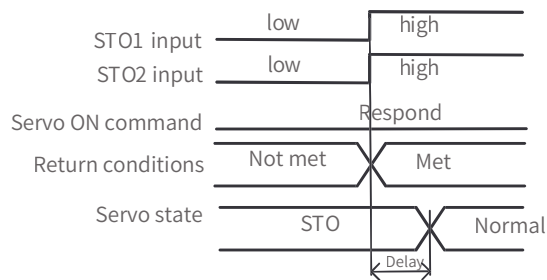 low high
STO1 input
low high
STO2 input
Respond
Servo ON command
Return conditions Not met Met
Servo state STO Normal
Delay